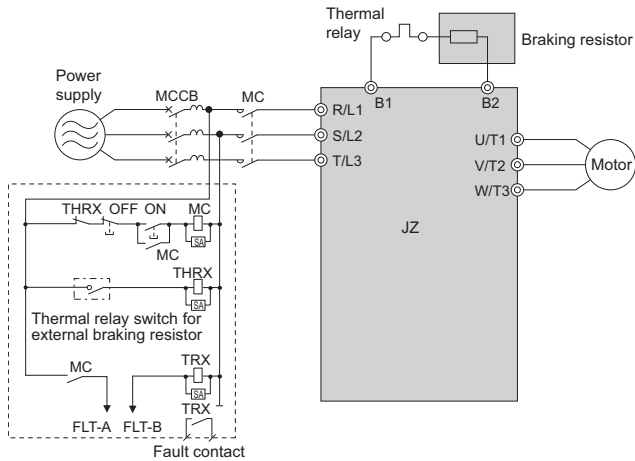 Thermal
relay
Braking resistor
Power
supply
MCCB
MC
B1
B2
R/L1
S/L2
T/L3
U/T1
V/T2
W/T3
Motor
JZ
THRX
OFF
ON
MC
SA
MC
THRX
SA
Thermal relay switch for
external braking resistor
MC
TRX
SA
TRX
FLT-A
FLT-B
Fault contact